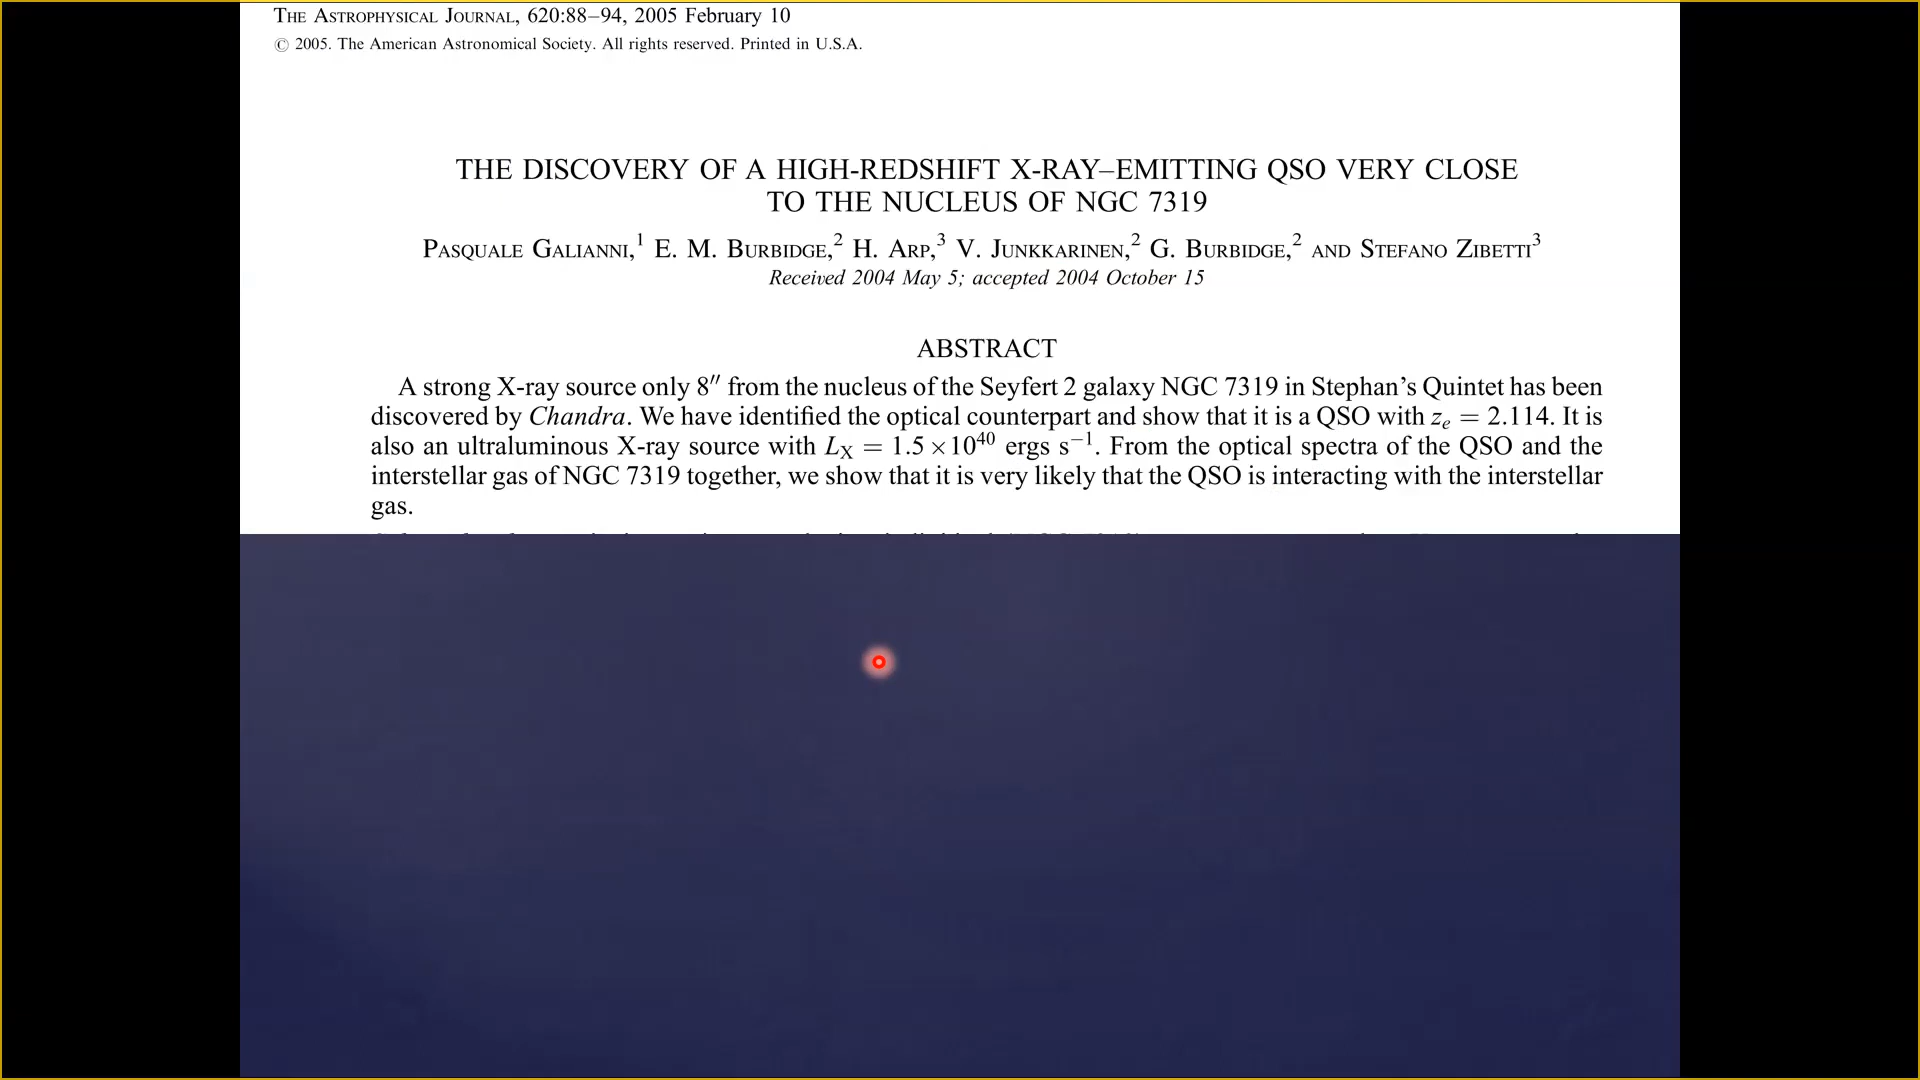 THE ASTROPHYSICAL JOURNAL, 620:88–94, 2005 February 10
© 2005. The American Astronomical Society. All rights reserved. Printed in U.S.A.
THE DISCOVERY OF A HIGH-REDSHIFT X-RAY–EMITTING QSO VERY CLOSE
TO THE NUCLEUS OF NGC 7319
PASQUALE GALIANNI,¹ E. M. BURBIDGE,² H. ARP,³ V. JUNKKARINEN,² G. BURBIDGE,² AND STEFANO ZIBETTI³
Received 2004 May 5; accepted 2004 October 15
ABSTRACT
A strong X-ray source only 8″ from the nucleus of the Seyfert 2 galaxy NGC 7319 in Stephan's Quintet has been
discovered by Chandra. We have identified the optical counterpart and show that it is a QSO with zₑ = 2.114. It is
also an ultraluminous X-ray source with L_X = 1.5 × 10⁴⁰ ergs s⁻¹. From the optical spectra of the QSO and the
interstellar gas of NGC 7319 together, we show that it is very likely that the QSO is interacting with the interstellar
gas.